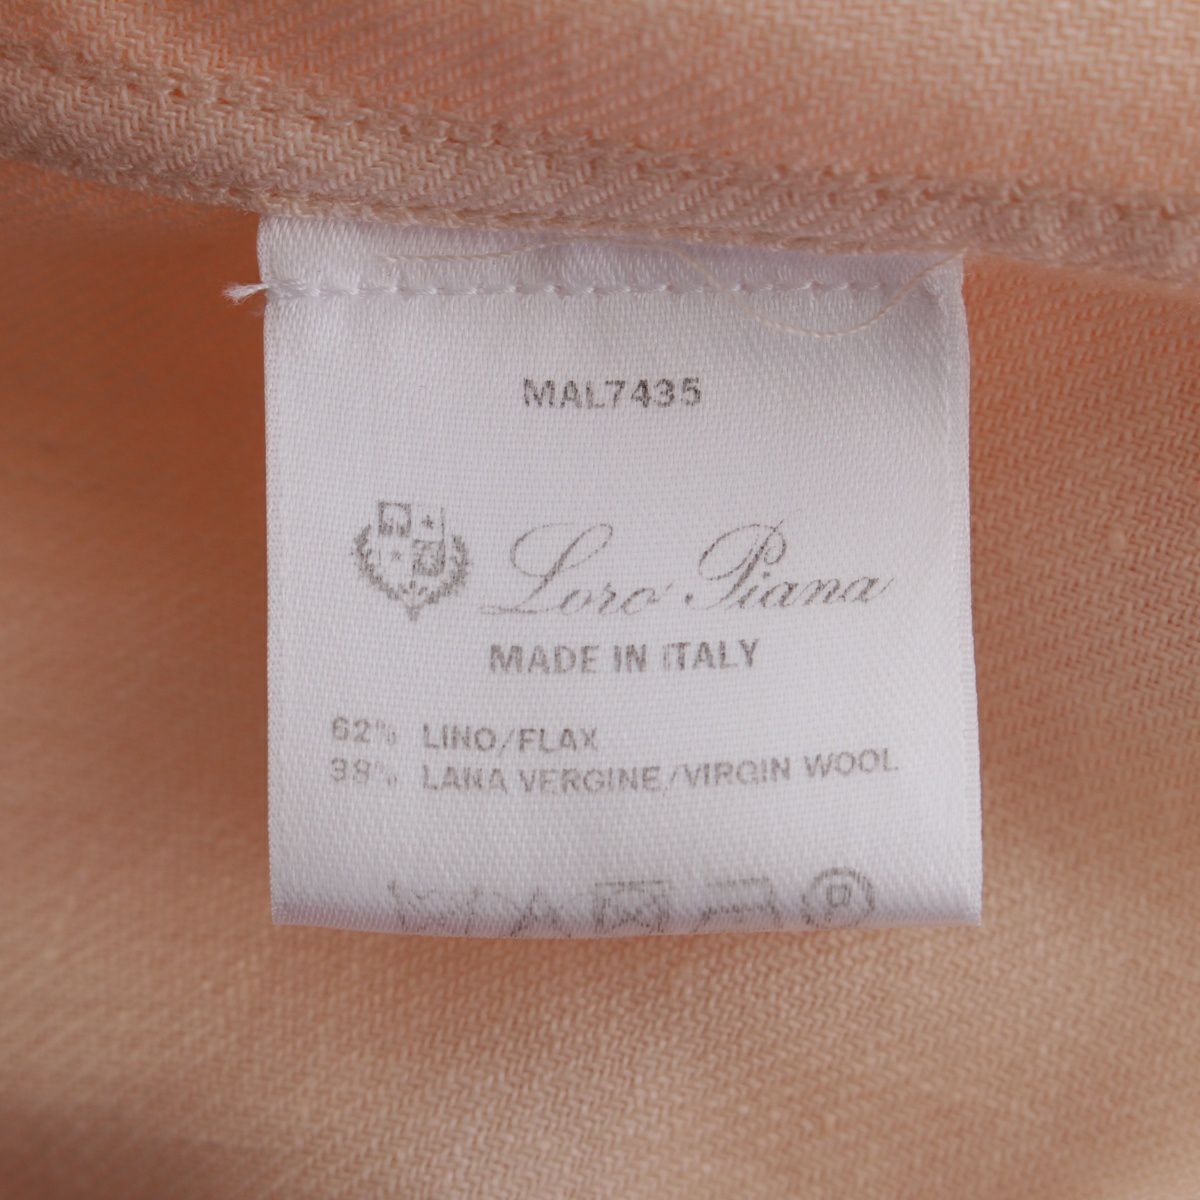 MAL7435
Loro Piana
MADE IN ITALY
62% LINO/FLAX
38% LANA VERGINE/VIRGIN WOOL
P